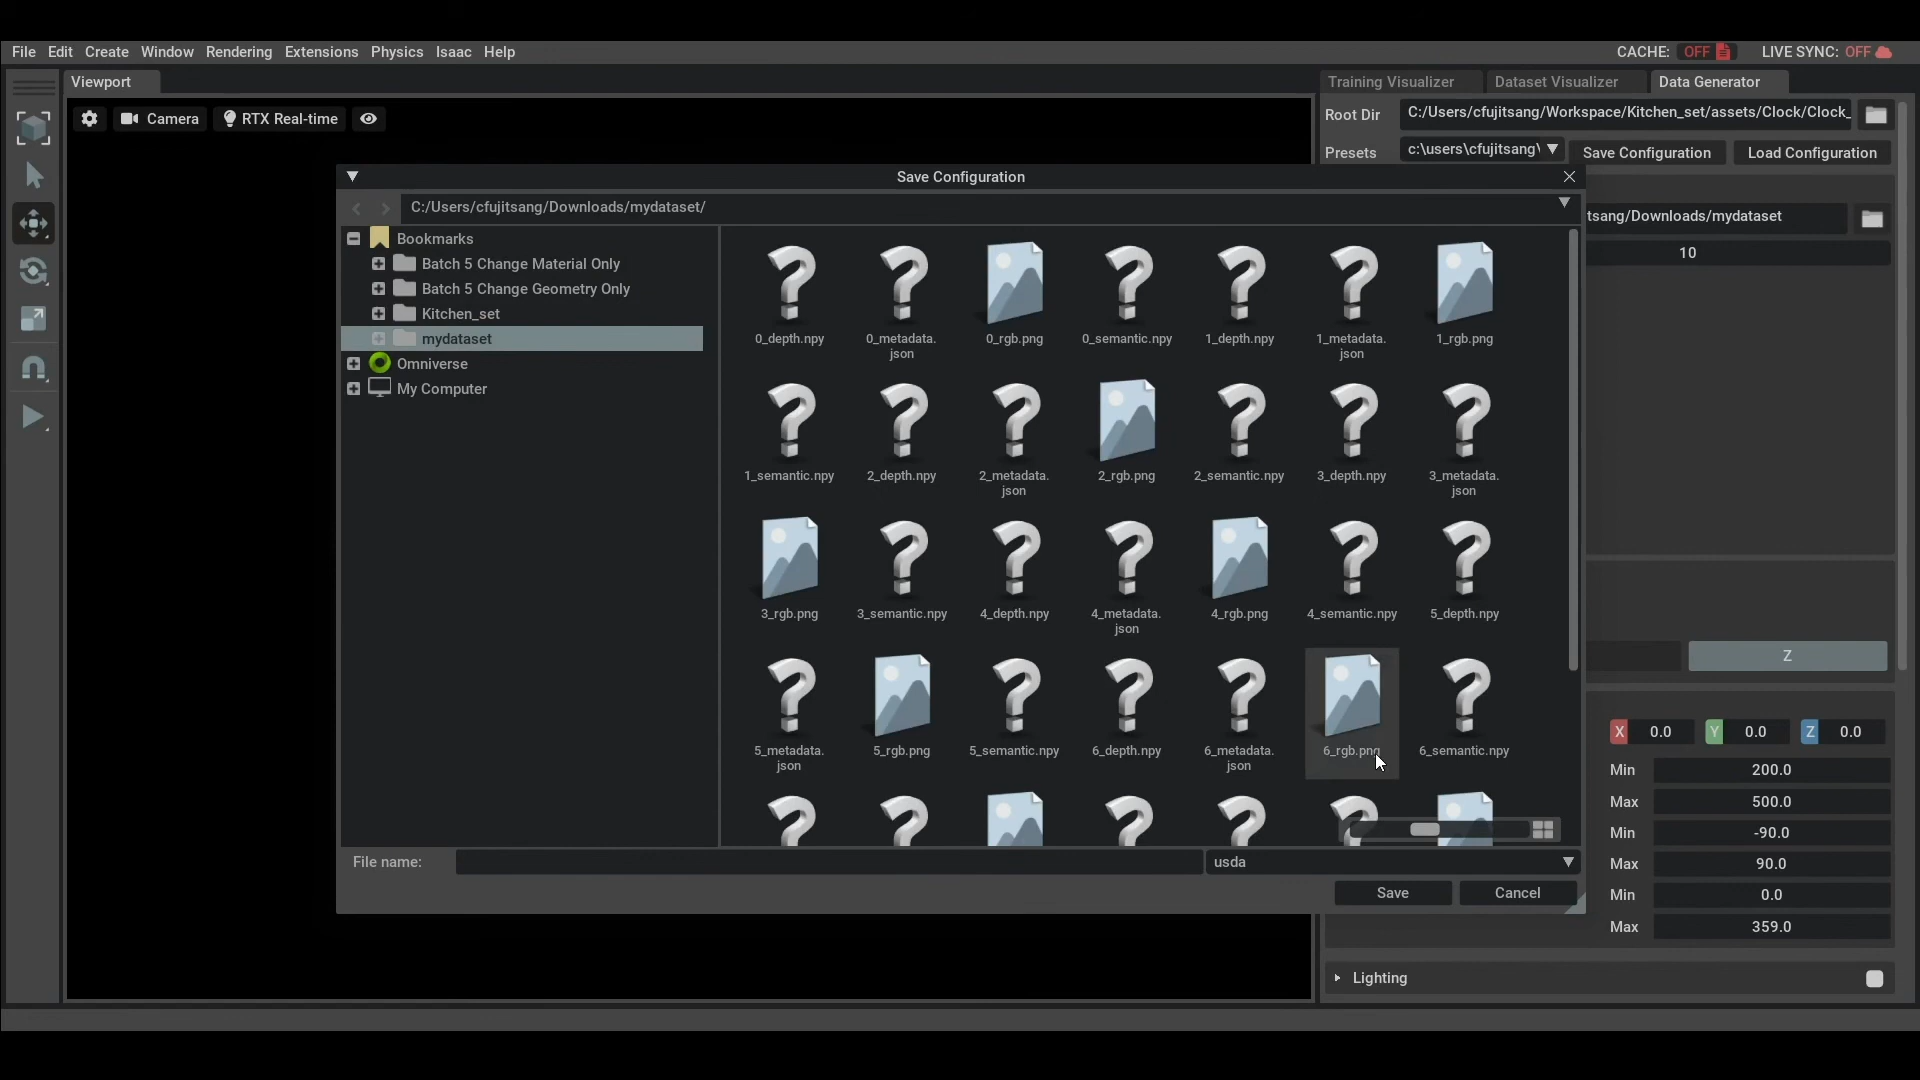 File Edit Create Window Rendering Extensions Physics Isaac Help
CACHE: OFF LIVE SYNC: OFF
Viewport
Training Visualizer Dataset Visualizer Data Generator
Camera RTX Real-time
Root Dir C:/Users/cfujitsang/Workspace/Kitchen_set/assets/Clock/Clock_
Presets c:\users\cfujitsang\ Save Configuration Load Configuration
Save Configuration
C:/Users/cfujitsang/Downloads/mydataset/
tsang/Downloads/mydataset
10
Bookmarks
Batch 5 Change Material Only
Batch 5 Change Geometry Only
Kitchen_set
mydataset
Omniverse
My Computer
0_depth.npy 0_metadata. 0_rgb.png 0_semantic.npy 1_depth.npy 1_metadata. 1_rgb.png
json json
1_semantic.npy 2_depth.npy 2_metadata. 2_rgb.png 2_semantic.npy 3_depth.npy 3_metadata.
json json
3_rgb.png 3_semantic.npy 4_depth.npy 4_metadata. 4_rgb.png 4_semantic.npy 5_depth.npy
json
5_metadata. 5_rgb.png 5_semantic.npy 6_depth.npy 6_metadata. 6_rgb.png 6_semantic.npy
json json
File name: usda
Save Cancel
Z
X 0.0 Y 0.0 Z 0.0
Min 200.0
Max 500.0
Min -90.0
Max 90.0
Min 0.0
Max 359.0
Lighting